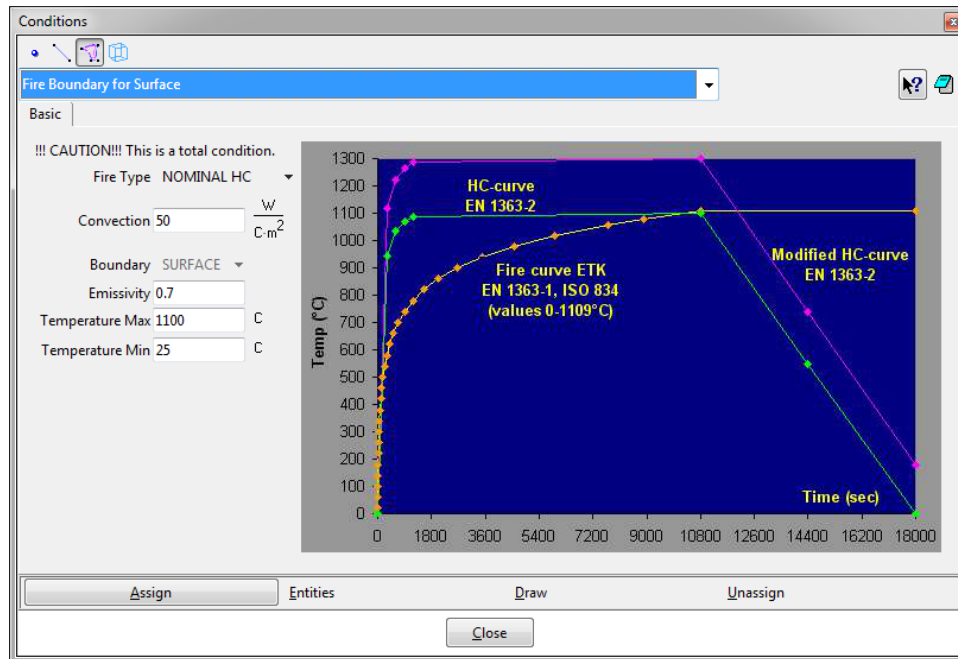 Conditions
Fire Boundary for Surface
Basic
!!! CAUTION!!! This is a total condition.
Fire Type NOMINAL HC
Convection 50 W
C·m²
Boundary SURFACE
Emissivity 0.7
Temperature Max 1100 C
Temperature Min 25 C
Temp (°C)
1300
1200
1100
1000
900
800
700
600
500
400
300
200
100
0
HC-curve
EN 1363-2
Fire curve ETK
EN 1363-1, ISO 834
(values 0-1109°C)
Modified HC-curve
EN 1363-2
Time (sec)
0 1800 3600 5400 7200 9000 10800 12600 14400 16200 18000
Assign Entities Draw Unassign
Close